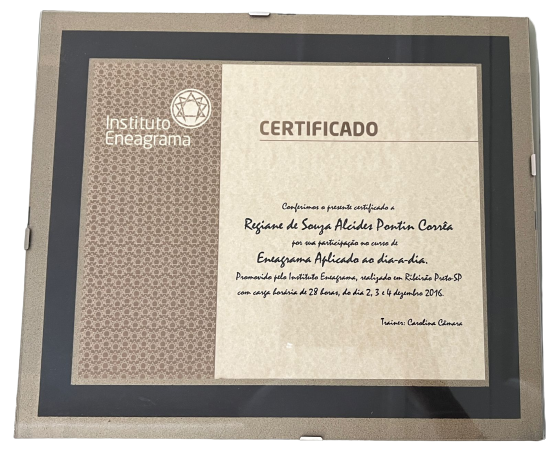 Instituto
Eneagrama
CERTIFICADO
Conferimos o presente certificado a
Regiane de Souza Alcides Pontin Corrêa
por sua participação no curso de
Eneagrama Aplicado ao dia-a-dia.
Promovido pelo Instituto Eneagrama, realizado em Ribeirão Preto-SP
com carga horária de 28 horas, do dia 2, 3 e 4 dezembro 2016.
Trainer: Carolina Câmara